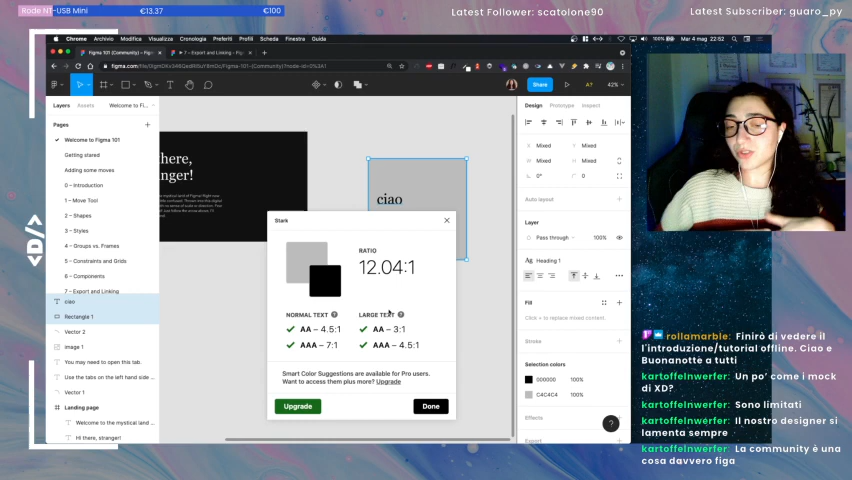 Rode NT-USB Mini €13.37 €100
Latest Follower: scatolone90
Latest Subscriber: guaro_py
Chrome Archivio Modifica Visualizza Cronologia Preferiti Profili Scheda Finestra Guida
100% Mar 4 mag 22:52
Figma 101 (Community) – Fig
7 – Export and Linking – Fig
Share
A?
42%
Layers Assets Welcome to Fi...
Pages
Welcome to Figma 101
Getting stared
Adding some moves
0 – Introduction
1 – Move Tool
2 – Shapes
3 – Styles
4 – Groups vs. Frames
5 – Constraints and Grids
6 – Components
7 – Export and Linking
ciao
Rectangle 1
Vector 2
image 1
You may need to open this tab.
Use the tabs on the left hand side ...
Vector 1
Landing page
Welcome to the mystical land ...
Hi there, stranger!
here,
nger!
ciao
Stark
RATIO
12.04:1
NORMAL TEXT ?
LARGE TEXT ?
AA – 4.5:1
AA – 3:1
AAA – 7:1
AAA – 4.5:1
Smart Color Suggestions are available for Pro users.
Want to access them plus more? Upgrade
Upgrade
Done
Design Prototype Inspect
X Mixed Y Mixed
W Mixed H Mixed
0° 0
Auto layout
Layer
Pass through 100%
Ag Heading 1
Fill
Click + to replace mixed content.
Stroke
Selection colors
000000 100%
C4C4C4 100%
Effects
Export
?
<D/>
rollamarble: Finirò di vedere il
l'introduzione/tutorial offline. Ciao e
Buonanotte a tutti
kartoffelnwerfer: Un po' come i mock
di XD?
kartoffelnwerfer: Sono limitati
kartoffelnwerfer: Il nostro designer si
lamenta sempre
kartoffelnwerfer: La community è una
cosa davvero figa